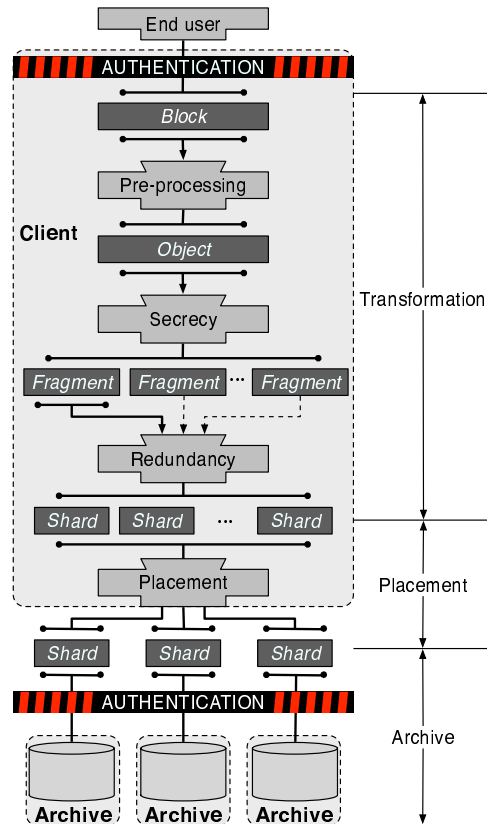 End user
AUTHENTICATION
Block
Pre-processing
Client
Object
Transformation
Secrecy
Fragment Fragment ... Fragment
Redundancy
Shard Shard ... Shard
Placement
Placement
Shard Shard Shard
AUTHENTICATION
Archive
Archive Archive Archive